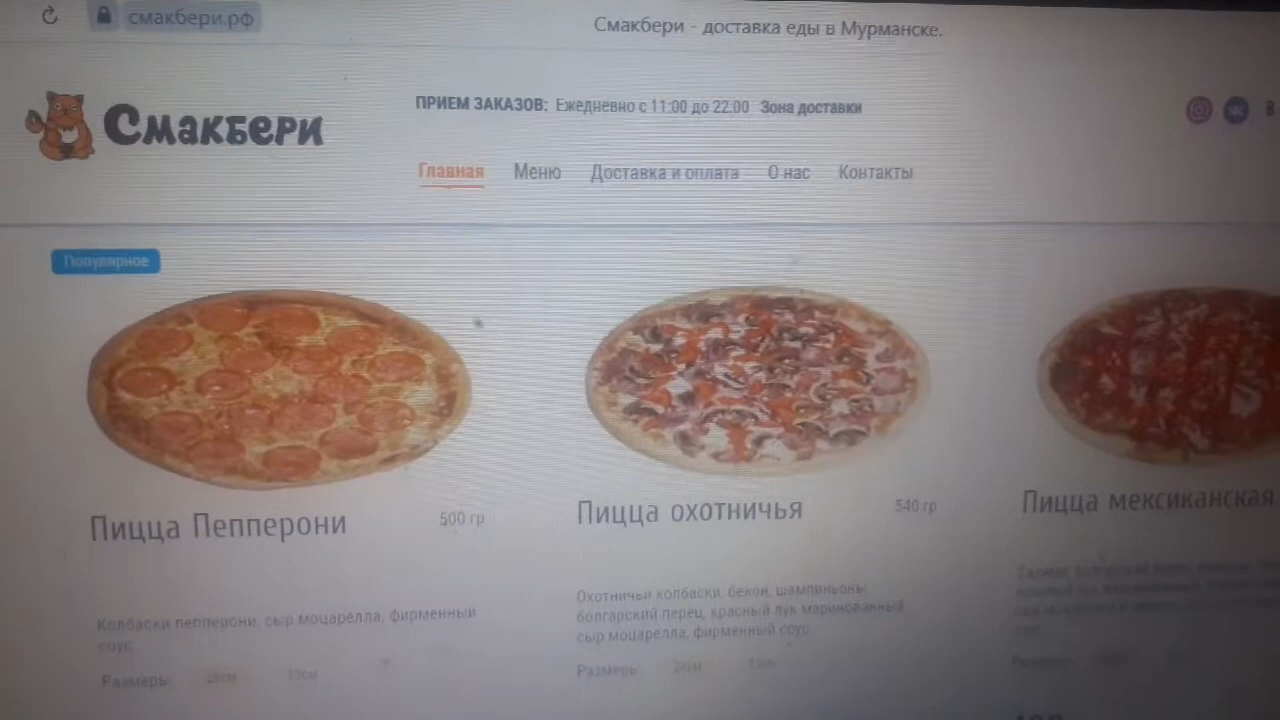 смакбери.рф
Смакбери - доставка еды в Мурманске.
Смакбери
ПРИЕМ ЗАКАЗОВ: Ежедневно с 11:00 до 22:00 Зона доставки
В
Главная Меню Доставка и оплата О нас Контакты
Популярное
Пицца Пепперони 500 гр
Колбаски пепперони, сыр моцарелла, фирменный
соус
Размеры
Пицца охотничья 540 гр
Охотничьи колбаски, бекон, шампиньоны,
болгарский перец, красный лук маринованный,
сыр моцарелла, фирменный соус
Размеры
Пицца мексиканская